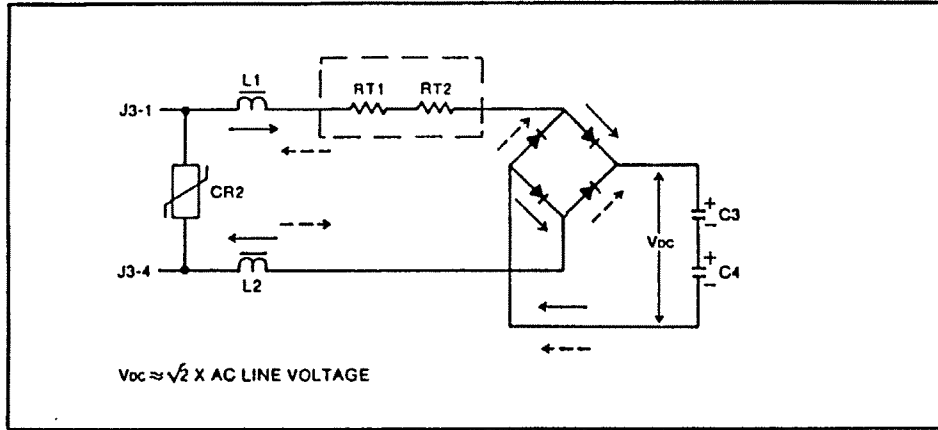 L1
RT1 RT2
J3-1
CR2
C3
VDC
C4
J3-4
L2
VDC ≈ √2 X AC LINE VOLTAGE